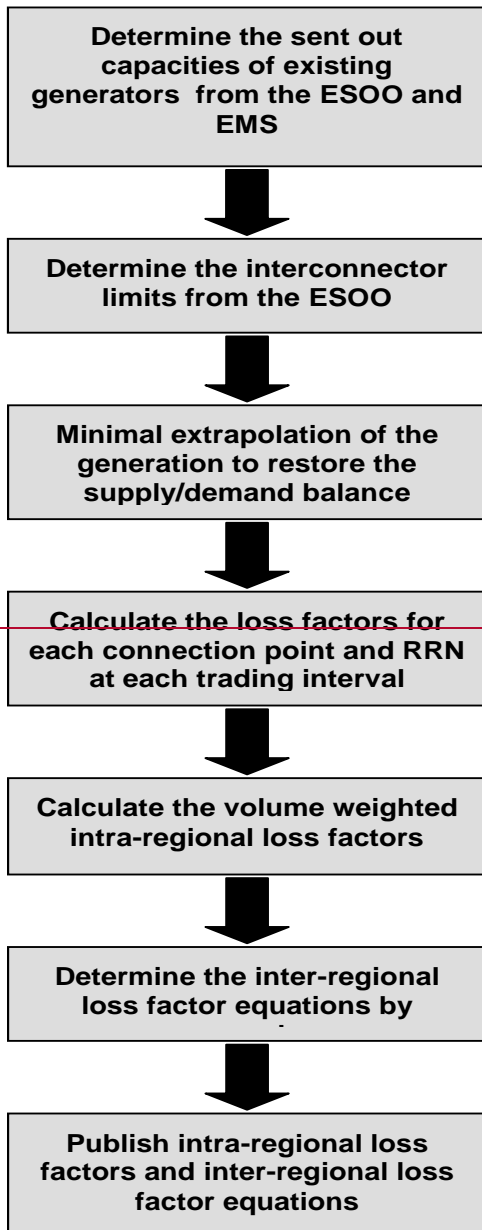 Determine the sent out
capacities of existing
generators from the ESOO and
EMS
Determine the interconnector
limits from the ESOO
Minimal extrapolation of the
generation to restore the
supply/demand balance
Calculate the loss factors for
each connection point and RRN
at each trading interval
Calculate the volume weighted
intra-regional loss factors
Determine the inter-regional
loss factor equations by
Publish intra-regional loss
factors and inter-regional loss
factor equations